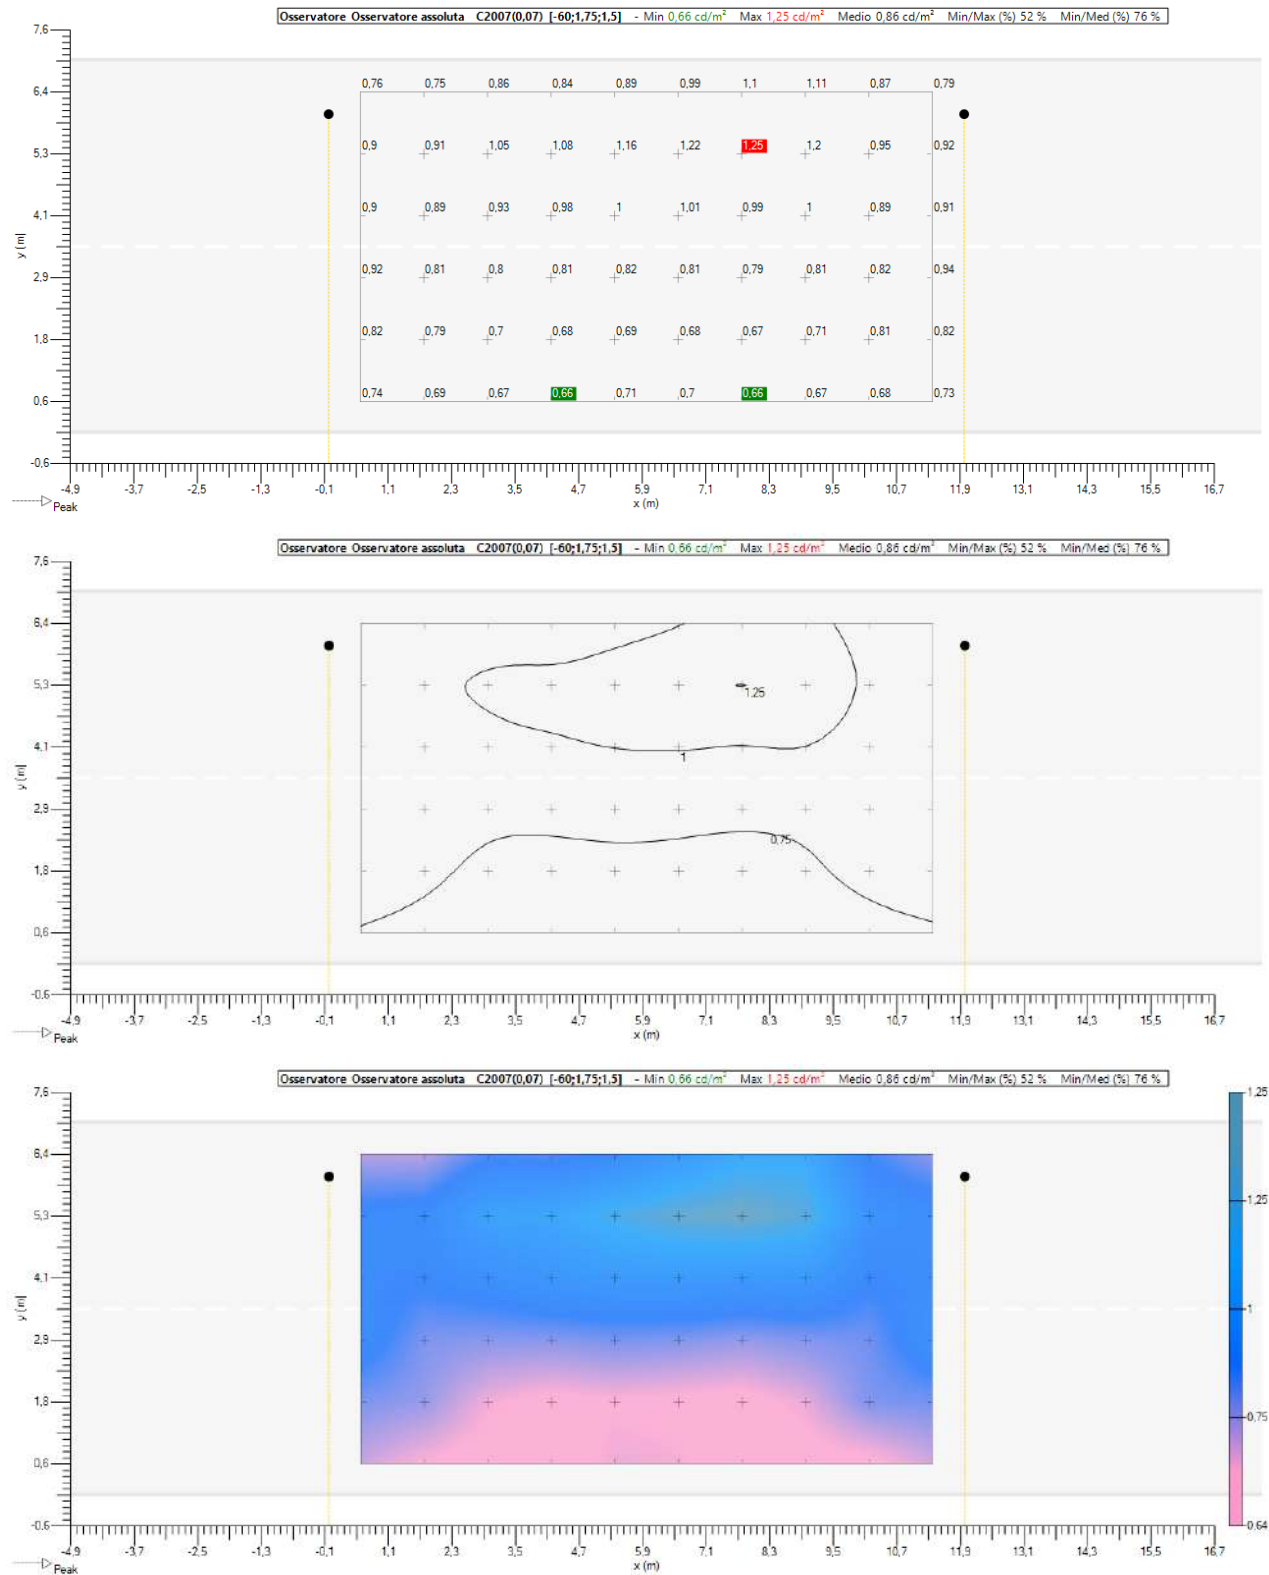 Osservatore Osservatore assoluta C2007(0,07) [-60;1,75;1,5] - Min 0,66 cd/m² Max 1,25 cd/m² Medio 0,86 cd/m² Min/Max (%) 52 % Min/Med (%) 76 %
7,6
0,76 0,75 0,86 0,84 0,89 0,99 1,1 1,11 0,87 0,79
6,4
0,9 0,91 1,05 1,08 1,16 1,22 1,25 1,2 0,95 0,92
5,3
0,9 0,89 0,93 0,98 1 1,01 0,99 1 0,89 0,91
4,1
y (m)
0,92 0,81 0,8 0,81 0,82 0,81 0,79 0,81 0,82 0,94
2,9
0,82 0,79 0,7 0,68 0,69 0,68 0,67 0,71 0,81 0,82
1,8
0,74 0,69 0,67 0,66 0,71 0,7 0,66 0,67 0,68 0,73
0,6
-0,6
-4,9 -3,7 -2,5 -1,3 -0,1 1,1 2,3 3,5 4,7 5,9 7,1 8,3 9,5 10,7 11,9 13,1 14,3 15,5 16,7
Peak x (m)
Osservatore Osservatore assoluta C2007(0,07) [-60;1,75;1,5] - Min 0,66 cd/m² Max 1,25 cd/m² Medio 0,86 cd/m² Min/Max (%) 52 % Min/Med (%) 76 %
7,6
6,4
5,3
1.25
4,1
1
y (m)
2,9
0,75
1,8
0,6
-0,6
-4,9 -3,7 -2,5 -1,3 -0,1 1,1 2,3 3,5 4,7 5,9 7,1 8,3 9,5 10,7 11,9 13,1 14,3 15,5 16,7
Peak x (m)
Osservatore Osservatore assoluta C2007(0,07) [-60;1,75;1,5] - Min 0,66 cd/m² Max 1,25 cd/m² Medio 0,86 cd/m² Min/Max (%) 52 % Min/Med (%) 76 %
7,6 1,25
6,4
1,25
5,3
4,1
1
y (m)
2,9
0,75
1,8
0,6
-0,6 0,64
-4,9 -3,7 -2,5 -1,3 -0,1 1,1 2,3 3,5 4,7 5,9 7,1 8,3 9,5 10,7 11,9 13,1 14,3 15,5 16,7
Peak x (m)